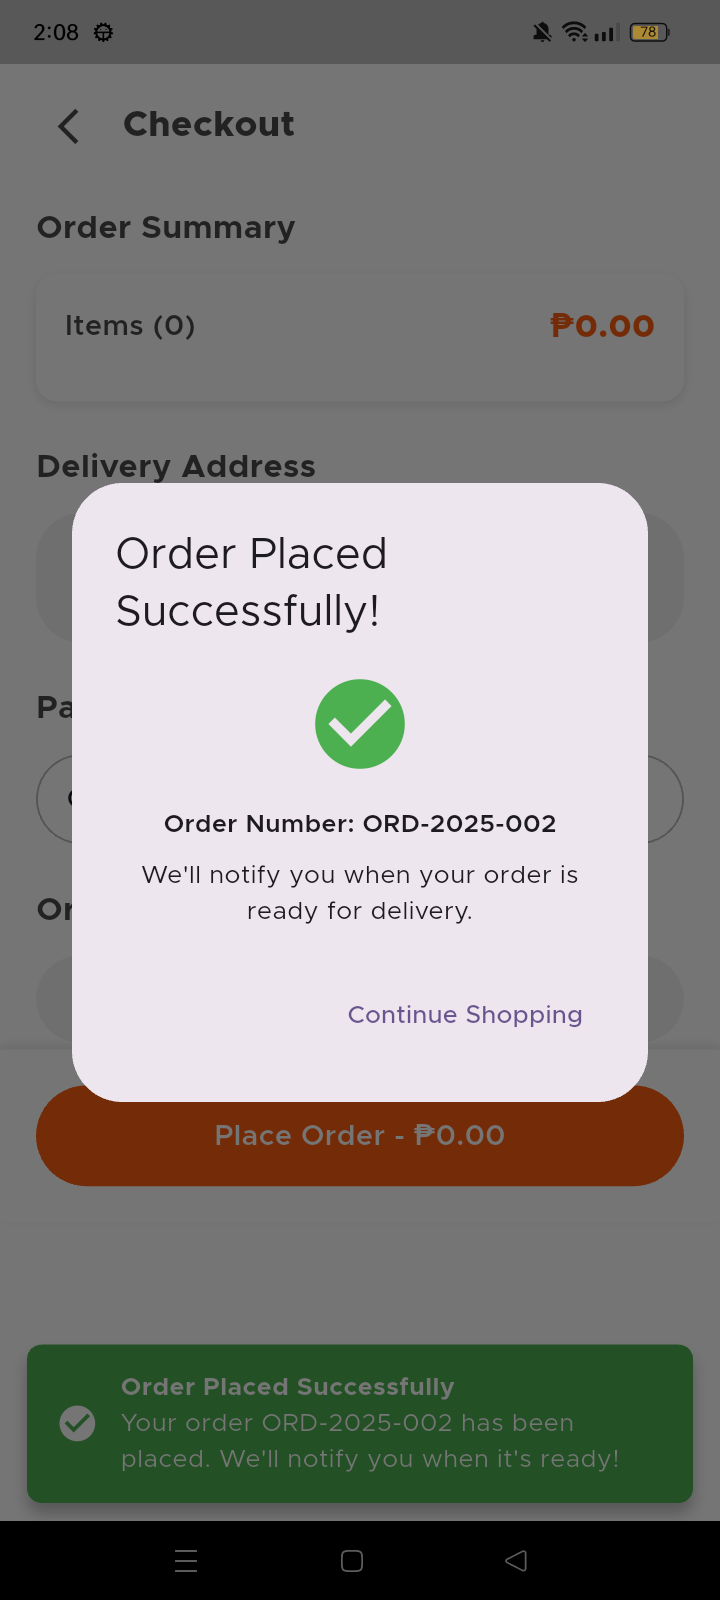 2:08
78
Checkout
Order Summary
Items (0)
₱0.00
Delivery Address
Order Placed
Successfully!
Order Number: ORD-2025-002
We'll notify you when your order is
ready for delivery.
Continue Shopping
Place Order - ₱0.00
Order Placed Successfully
Your order ORD-2025-002 has been
placed. We'll notify you when it's ready!